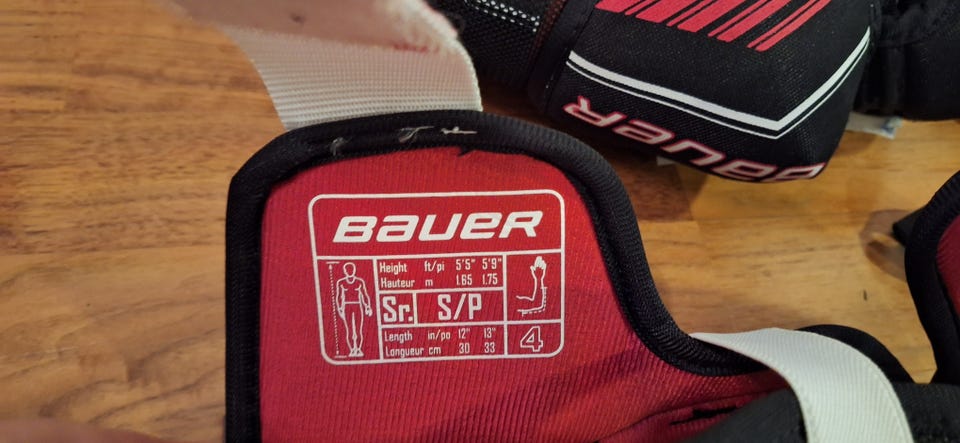 BAUER
BAUER
Height ft/pi 5'5" 5'9"
Hauteur m 1.65 1.75
Sr. S/P
Length in/po 12" 13"
Longueur cm 30 33
4